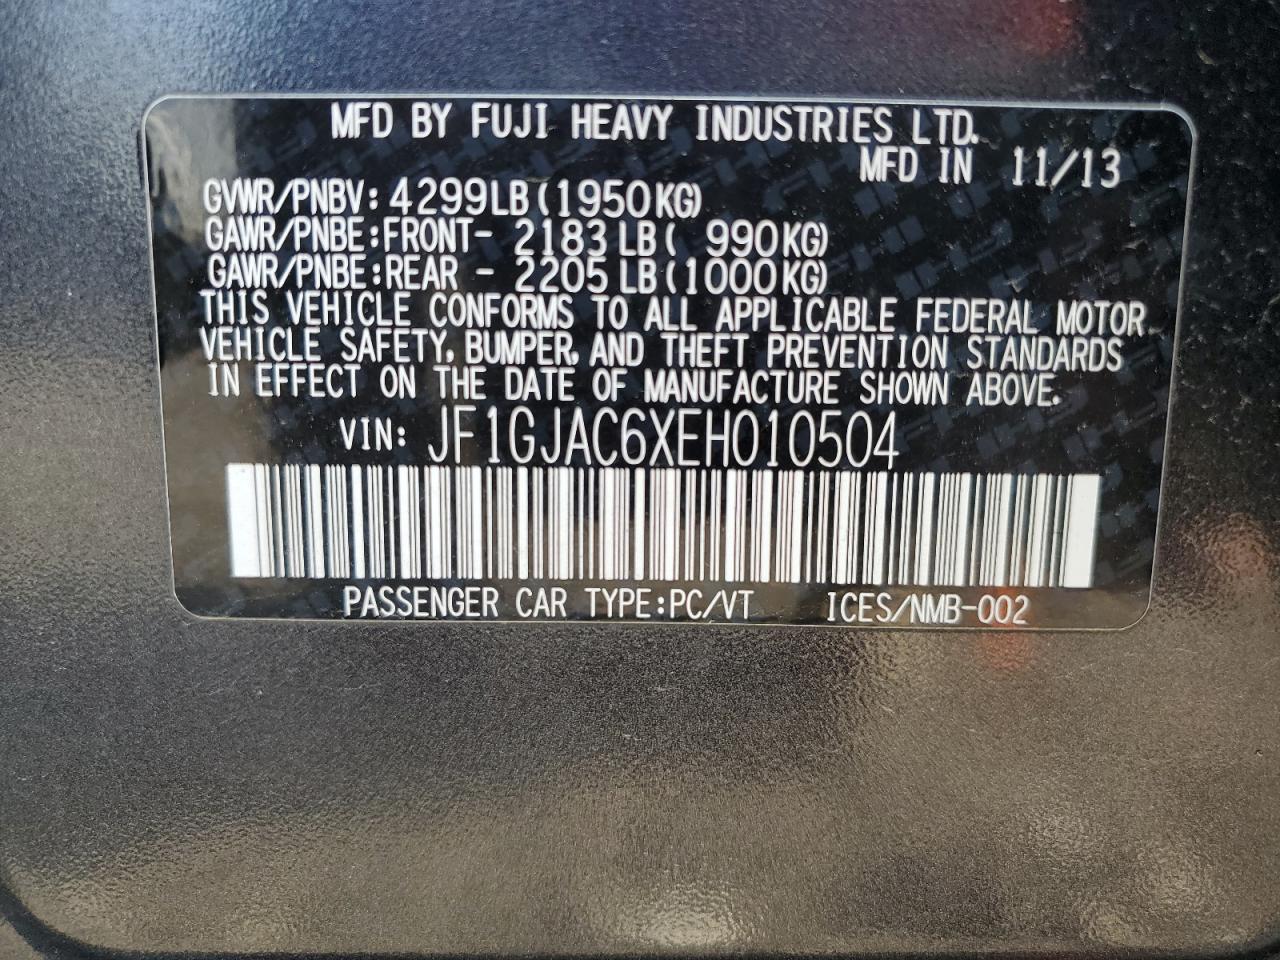 MFD BY FUJI HEAVY INDUSTRIES LTD.
MFD IN 11/13
GVWR/PNBV: 4299LB (1950KG)
GAWR/PNBE:FRONT- 2183 LB( 990KG)
GAWR/PNBE:REAR - 2205 LB(1000KG)
THIS VEHICLE CONFORMS TO ALL APPLICABLE FEDERAL MOTOR
VEHICLE SAFETY, BUMPER, AND THEFT PREVENTION STANDARDS
IN EFFECT ON THE DATE OF MANUFACTURE SHOWN ABOVE.
VIN: JF1GJAC6XEH010504
PASSENGER CAR TYPE:PC/VT ICES/NMB-002